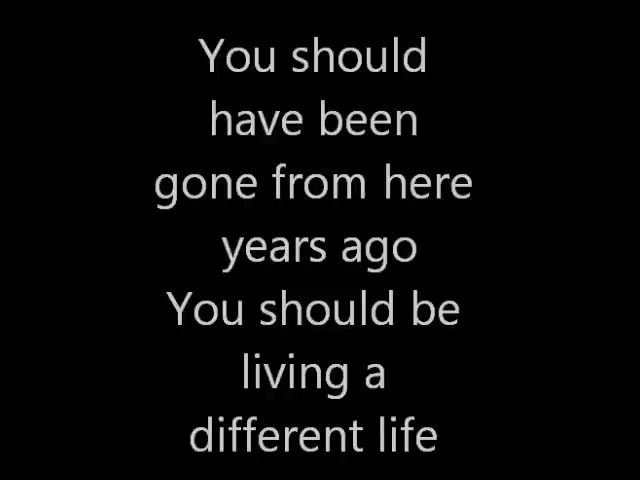 You should
have been
gone from here
years ago
You should be
living a
different life